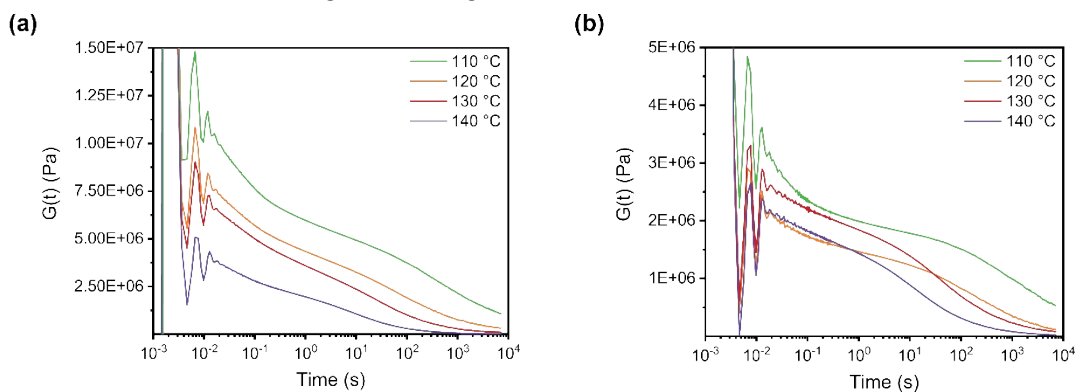 (a)
1.50E+07
1.25E+07
1.00E+07
7.50E+06
5.00E+06
2.50E+06
G(t) (Pa)
110 °C
120 °C
130 °C
140 °C
10-3 10-2 10-1 100 101 102 103 104
Time (s)
(b)
5E+06
4E+06
3E+06
2E+06
1E+06
G(t) (Pa)
110 °C
120 °C
130 °C
140 °C
10-3 10-2 10-1 100 101 102 103 104
Time (s)